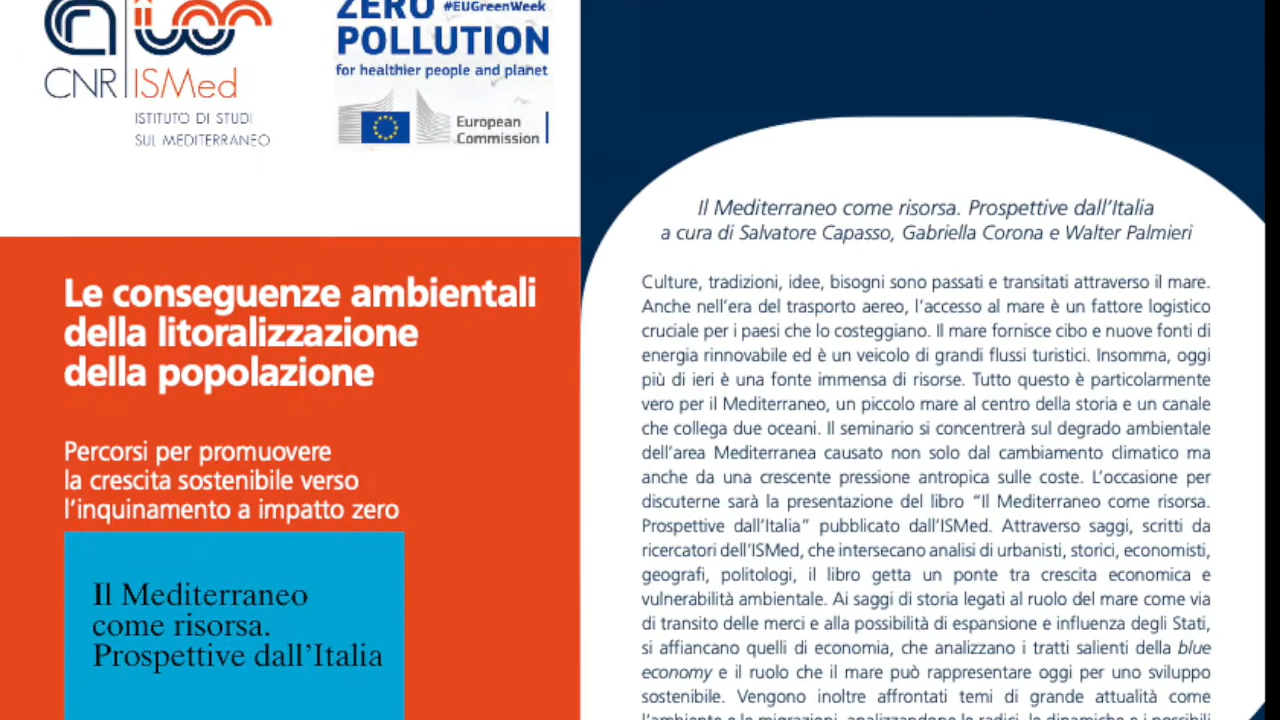 CNR ISMed
ISTITUTO DI STUDI
SUL MEDITERRANEO
ZERO #EUGreenWeek
POLLUTION
for healthier people and planet
European
Commission
Le conseguenze ambientali
della litoralizzazione
della popolazione
Percorsi per promuovere
la crescita sostenibile verso
l’inquinamento a impatto zero
Il Mediterraneo
come risorsa.
Prospettive dall’Italia
Il Mediterraneo come risorsa. Prospettive dall’Italia
a cura di Salvatore Capasso, Gabriella Corona e Walter Palmieri
Culture, tradizioni, idee, bisogni sono passati e transitati attraverso il mare.
Anche nell’era del trasporto aereo, l’accesso al mare è un fattore logistico
cruciale per i paesi che lo costeggiano. Il mare fornisce cibo e nuove fonti di
energia rinnovabile ed è un veicolo di grandi flussi turistici. Insomma, oggi
più di ieri è una fonte immensa di risorse. Tutto questo è particolarmente
vero per il Mediterraneo, un piccolo mare al centro della storia e un canale
che collega due oceani. Il seminario si concentrerà sul degrado ambientale
dell’area Mediterranea causato non solo dal cambiamento climatico ma
anche da una crescente pressione antropica sulle coste. L’occasione per
discuterne sarà la presentazione del libro “Il Mediterraneo come risorsa.
Prospettive dall’Italia” pubblicato dall’ISMed. Attraverso saggi, scritti da
ricercatori dell’ISMed, che intersecano analisi di urbanisti, storici, economisti,
geografi, politologi, il libro getta un ponte tra crescita economica e
vulnerabilità ambientale. Ai saggi di storia legati al ruolo del mare come via
di transito delle merci e alla possibilità di espansione e influenza degli Stati,
si affiancano quelli di economia, che analizzano i tratti salienti della blue
economy e il ruolo che il mare può rappresentare oggi per uno sviluppo
sostenibile. Vengono inoltre affrontati temi di grande attualità come
l’ambiente e le migrazioni, analizzandone le radici, le dinamiche e i possibili